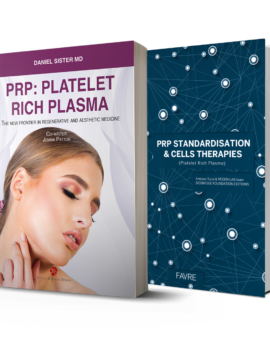 DANIEL SISTER MD
PRP: PLATELET
RICH PLASMA
THE NEW FRONTIER IN REGENERATIVE AND AESTHETIC MEDICINE
PRP STANDARDISATION
& CELLS THERAPIES
(Platelet Rich Plasma)
FAVRE